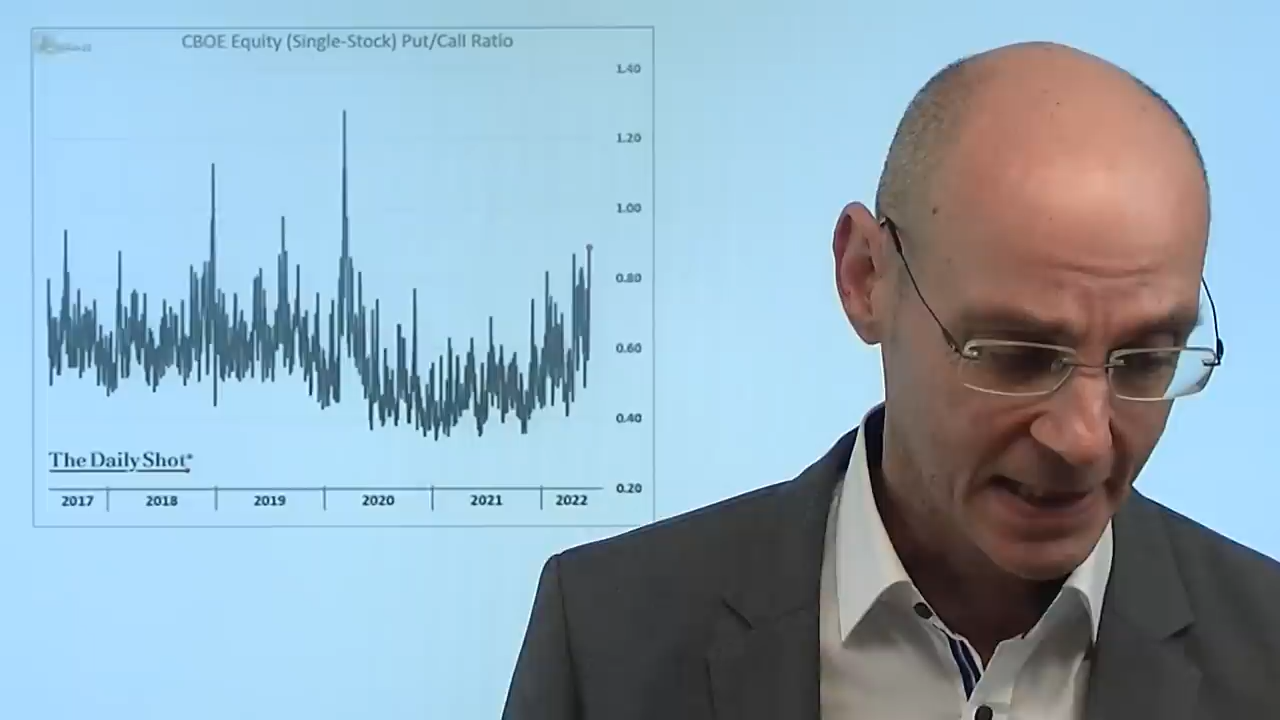 CBOE Equity (Single-Stock) Put/Call Ratio
1.40
1.20
1.00
0.80
0.60
0.40
The Daily Shot*
0.20
2017 2018 2019 2020 2021 2022